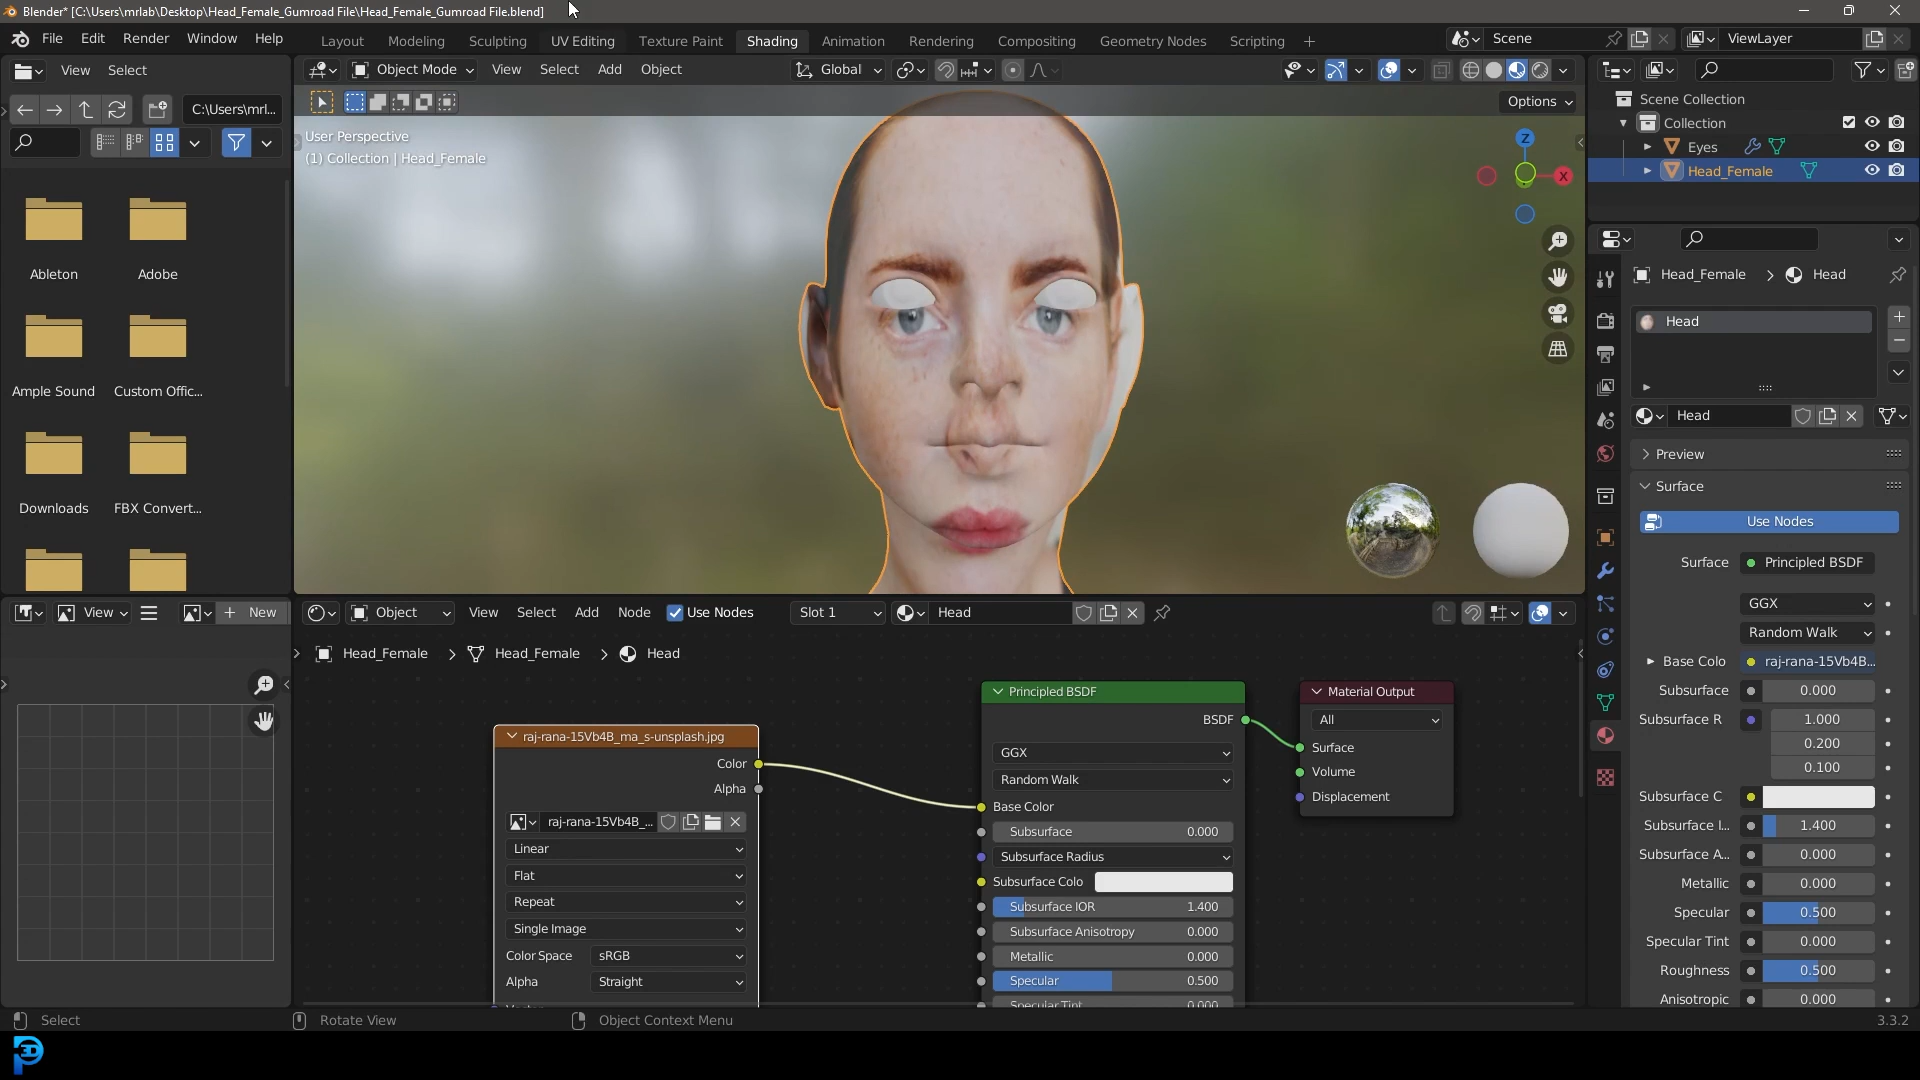 Blender* [C:\Users\mrlab\Desktop\Head_Female_Gumroad File\Head_Female_Gumroad File.blend]
File Edit Render Window Help
Layout Modeling Sculpting UV Editing Texture Paint Shading Animation Rendering Compositing Geometry Nodes Scripting +
Scene
ViewLayer
View Select
Object Mode View Select Add Object
Global
Options
C:\Users\mrl...
User Perspective
(1) Collection | Head_Female
Z
X
Ableton
Adobe
Ample Sound
Custom Offic...
Downloads
FBX Convert...
Scene Collection
Collection
Eyes
Head_Female
Head_Female > Head
Head
Head
Preview
Surface
Use Nodes
Surface Principled BSDF
GGX
Random Walk
Base Colo raj-rana-15Vb4B...
Subsurface 0.000
Subsurface R 1.000
0.200
0.100
Subsurface C
Subsurface I... 1.400
Subsurface A... 0.000
Metallic 0.000
Specular 0.500
Specular Tint 0.000
Roughness 0.500
Anisotropic 0.000
View
+ New
Object View Select Add Node Use Nodes Slot 1 Head
Head_Female > Head_Female > Head
raj-rana-15Vb4B_ma_s-unsplash.jpg
Color
Alpha
raj-rana-15Vb4B_...
Linear
Flat
Repeat
Single Image
Color Space sRGB
Alpha Straight
Principled BSDF
BSDF
GGX
Random Walk
Base Color
Subsurface 0.000
Subsurface Radius
Subsurface Colo
Subsurface IOR 1.400
Subsurface Anisotropy 0.000
Metallic 0.000
Specular 0.500
Specular Tint 0.000
Material Output
All
Surface
Volume
Displacement
Select
Rotate View
Object Context Menu
3.3.2